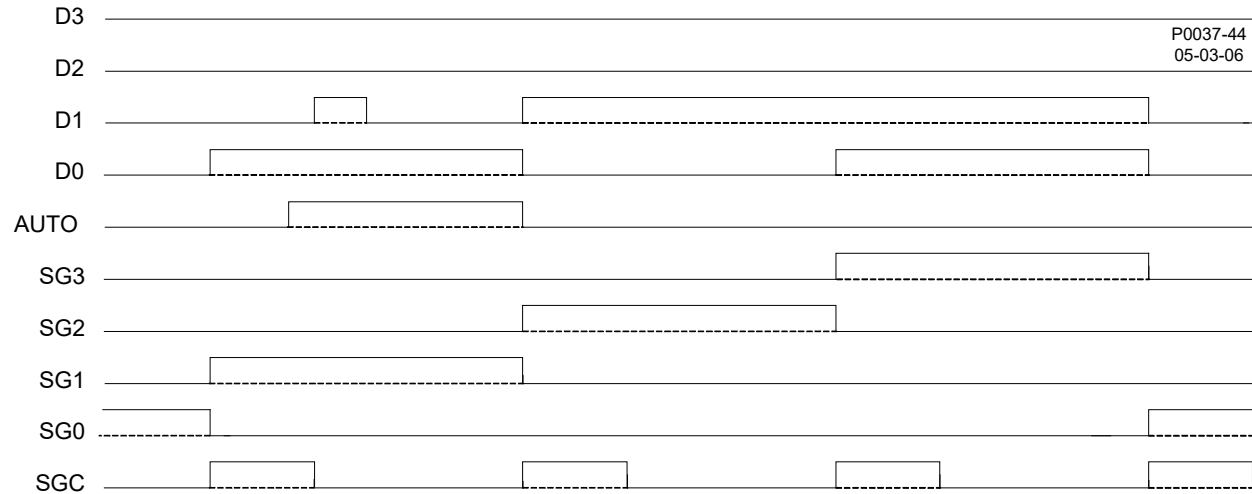 D3
P0037-44
05-03-06
D2
D1
D0
AUTO
SG3
SG2
SG1
SG0
SGC